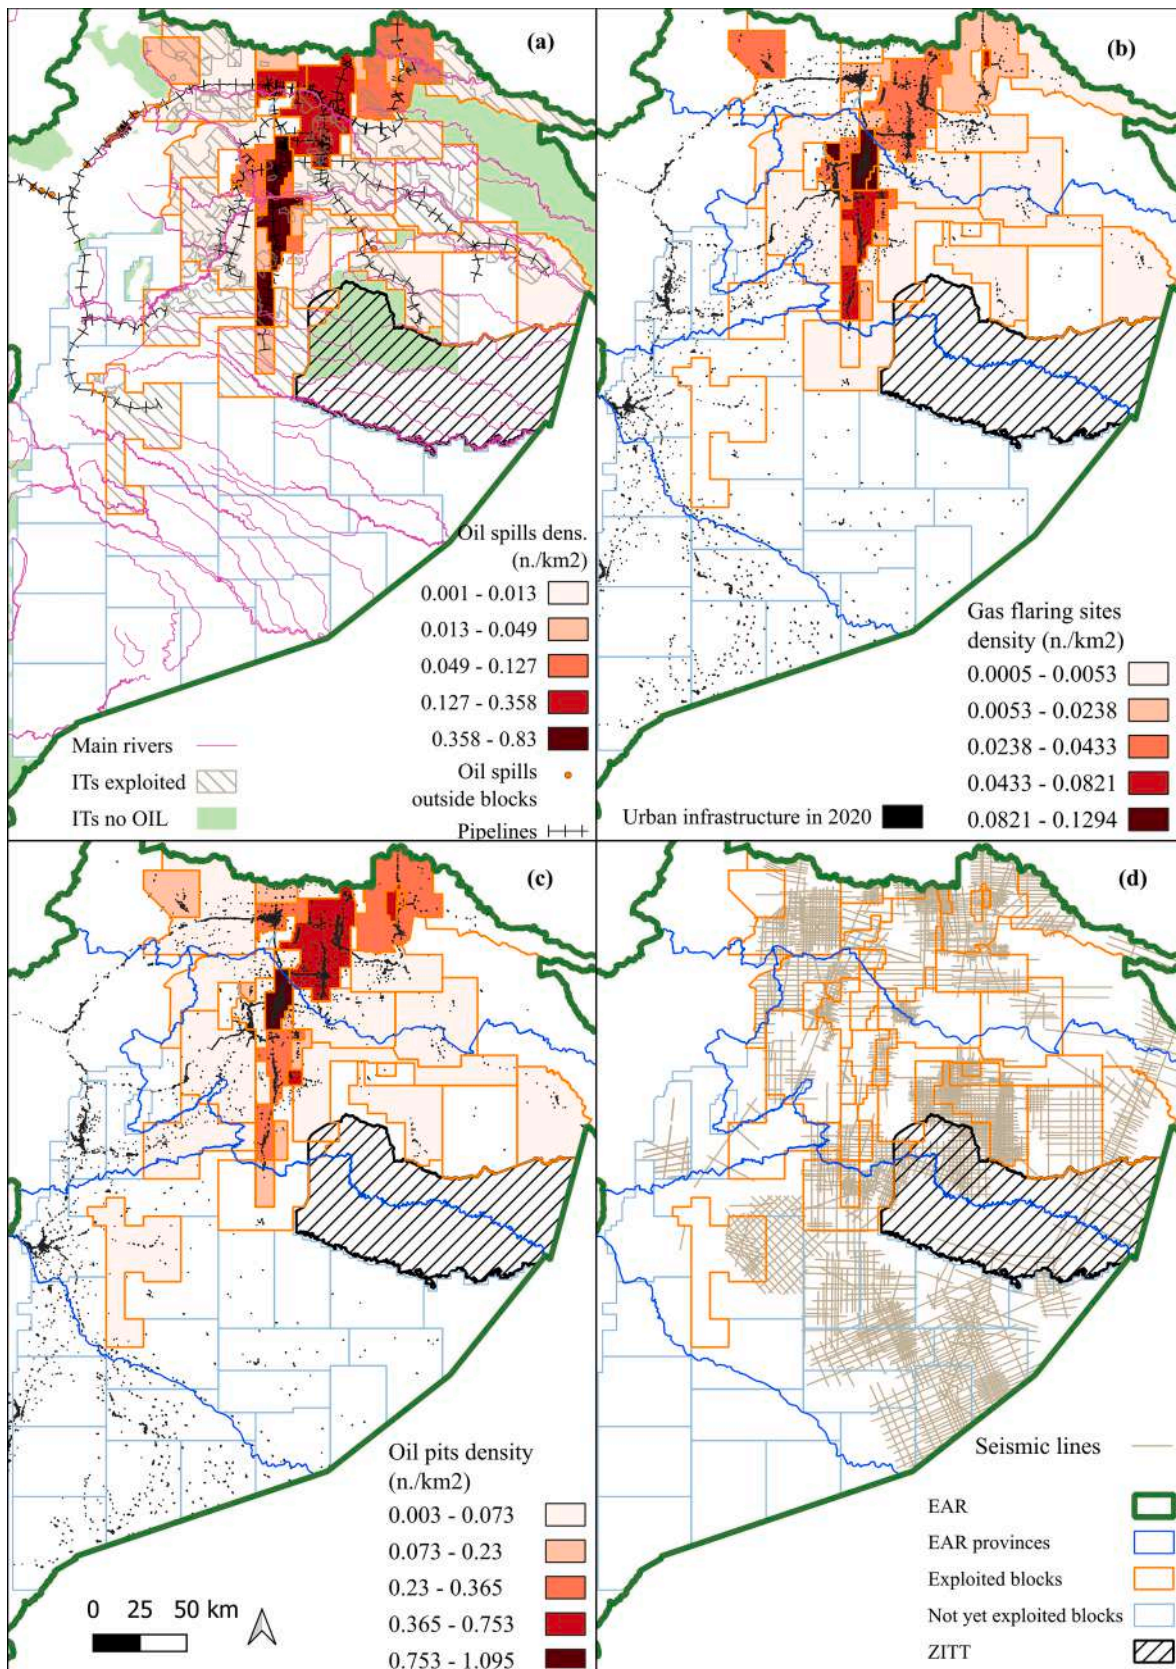 (a)
Oil spills dens.
(n./km2)
0.001 - 0.013
0.013 - 0.049
0.049 - 0.127
0.127 - 0.358
0.358 - 0.83
Main rivers
ITs exploited
ITs no OIL
Oil spills
outside blocks
Pipelines
(b)
Gas flaring sites
density (n./km2)
0.0005 - 0.0053
0.0053 - 0.0238
0.0238 - 0.0433
0.0433 - 0.0821
0.0821 - 0.1294
Urban infrastructure in 2020
(c)
Oil pits density
(n./km2)
0.003 - 0.073
0.073 - 0.23
0.23 - 0.365
0.365 - 0.753
0.753 - 1.095
0 25 50 km
(d)
Seismic lines
EAR
EAR provinces
Exploited blocks
Not yet exploited blocks
ZITT